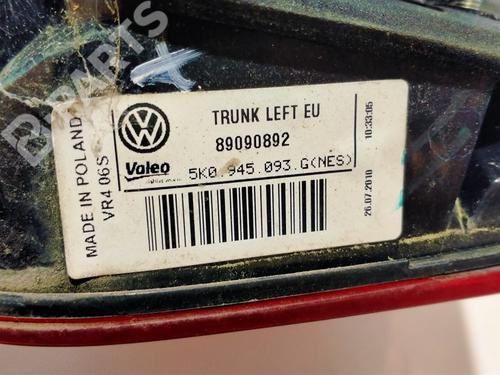 B-PARTS
MADE IN POLAND
VR4 06S
TRUNK LEFT EU
89090892
Valeo
5K0.945.093.G(NES)
10:33:05
26.07.2010